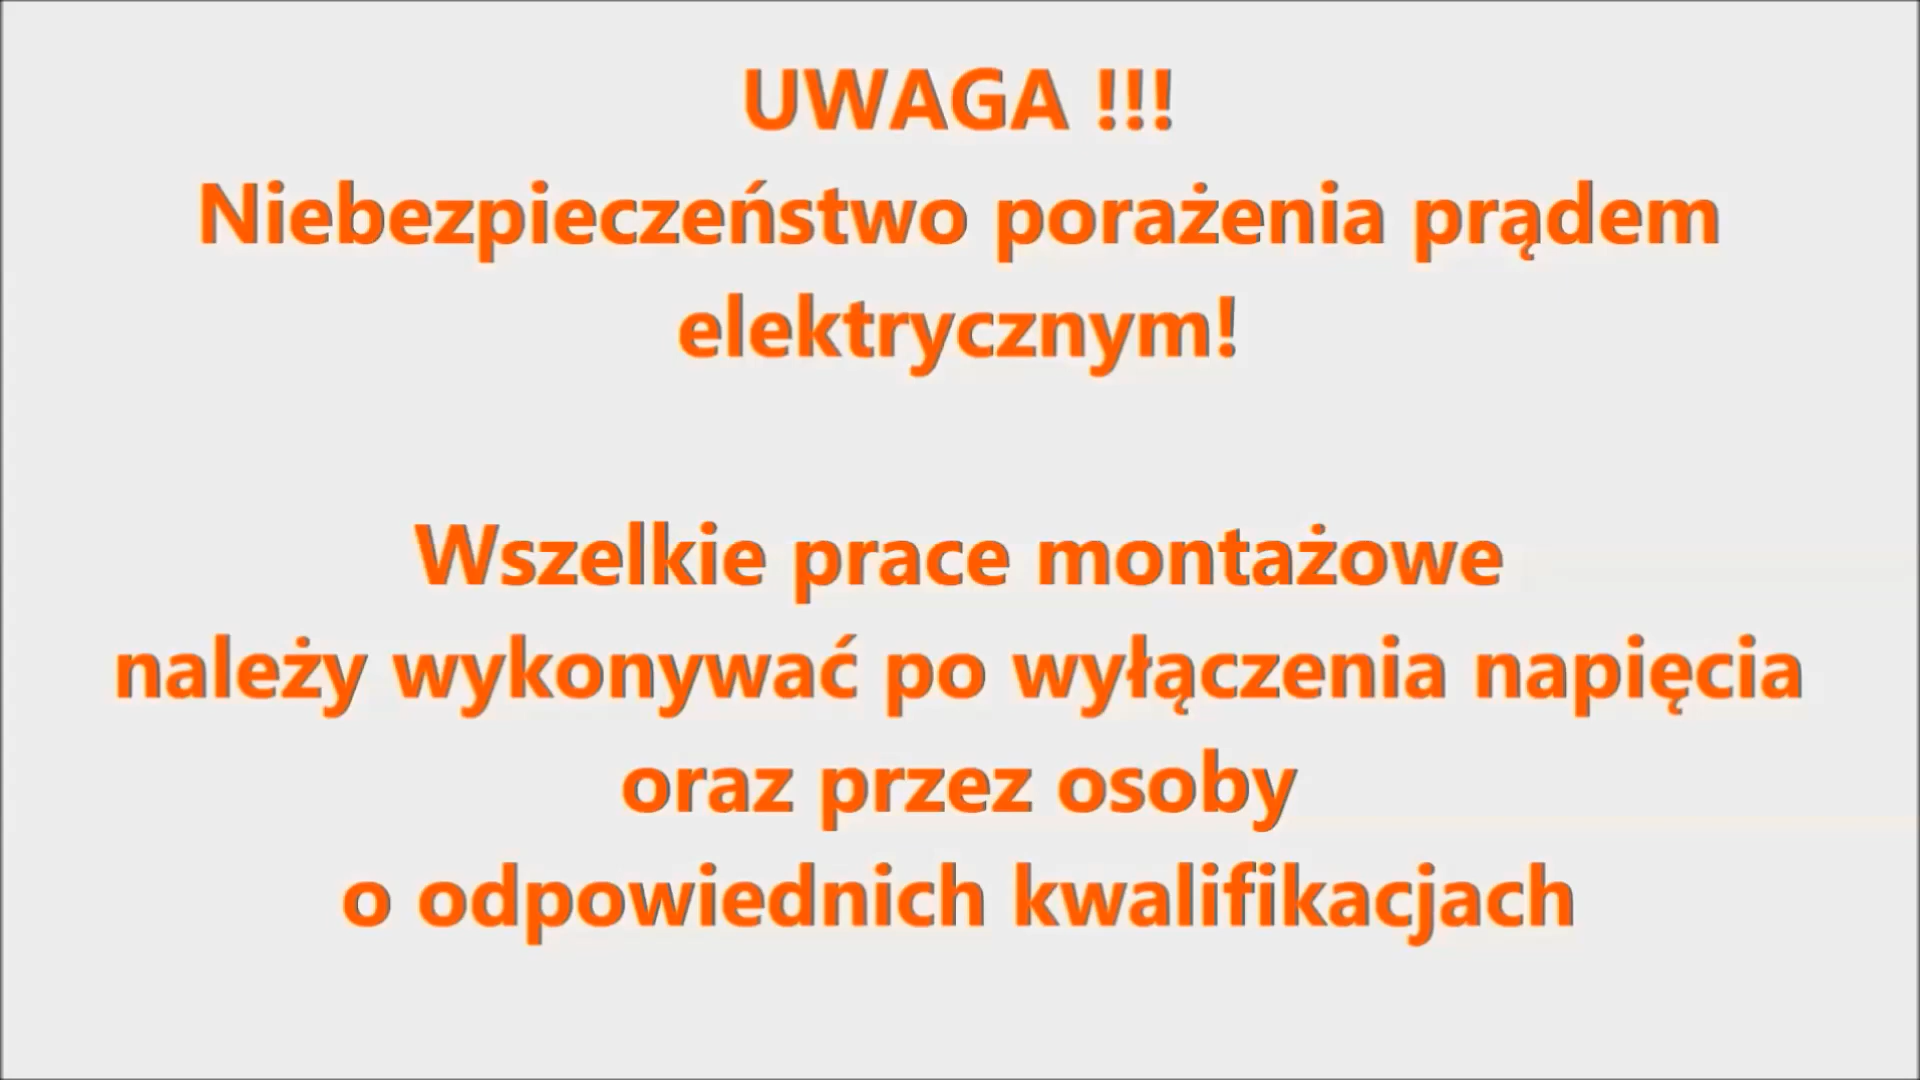 UWAGA !!!
Niebezpieczeństwo porażenia prądem
elektrycznym!
Wszelkie prace montażowe
należy wykonywać po wyłączenia napięcia
oraz przez osoby
o odpowiednich kwalifikacjach